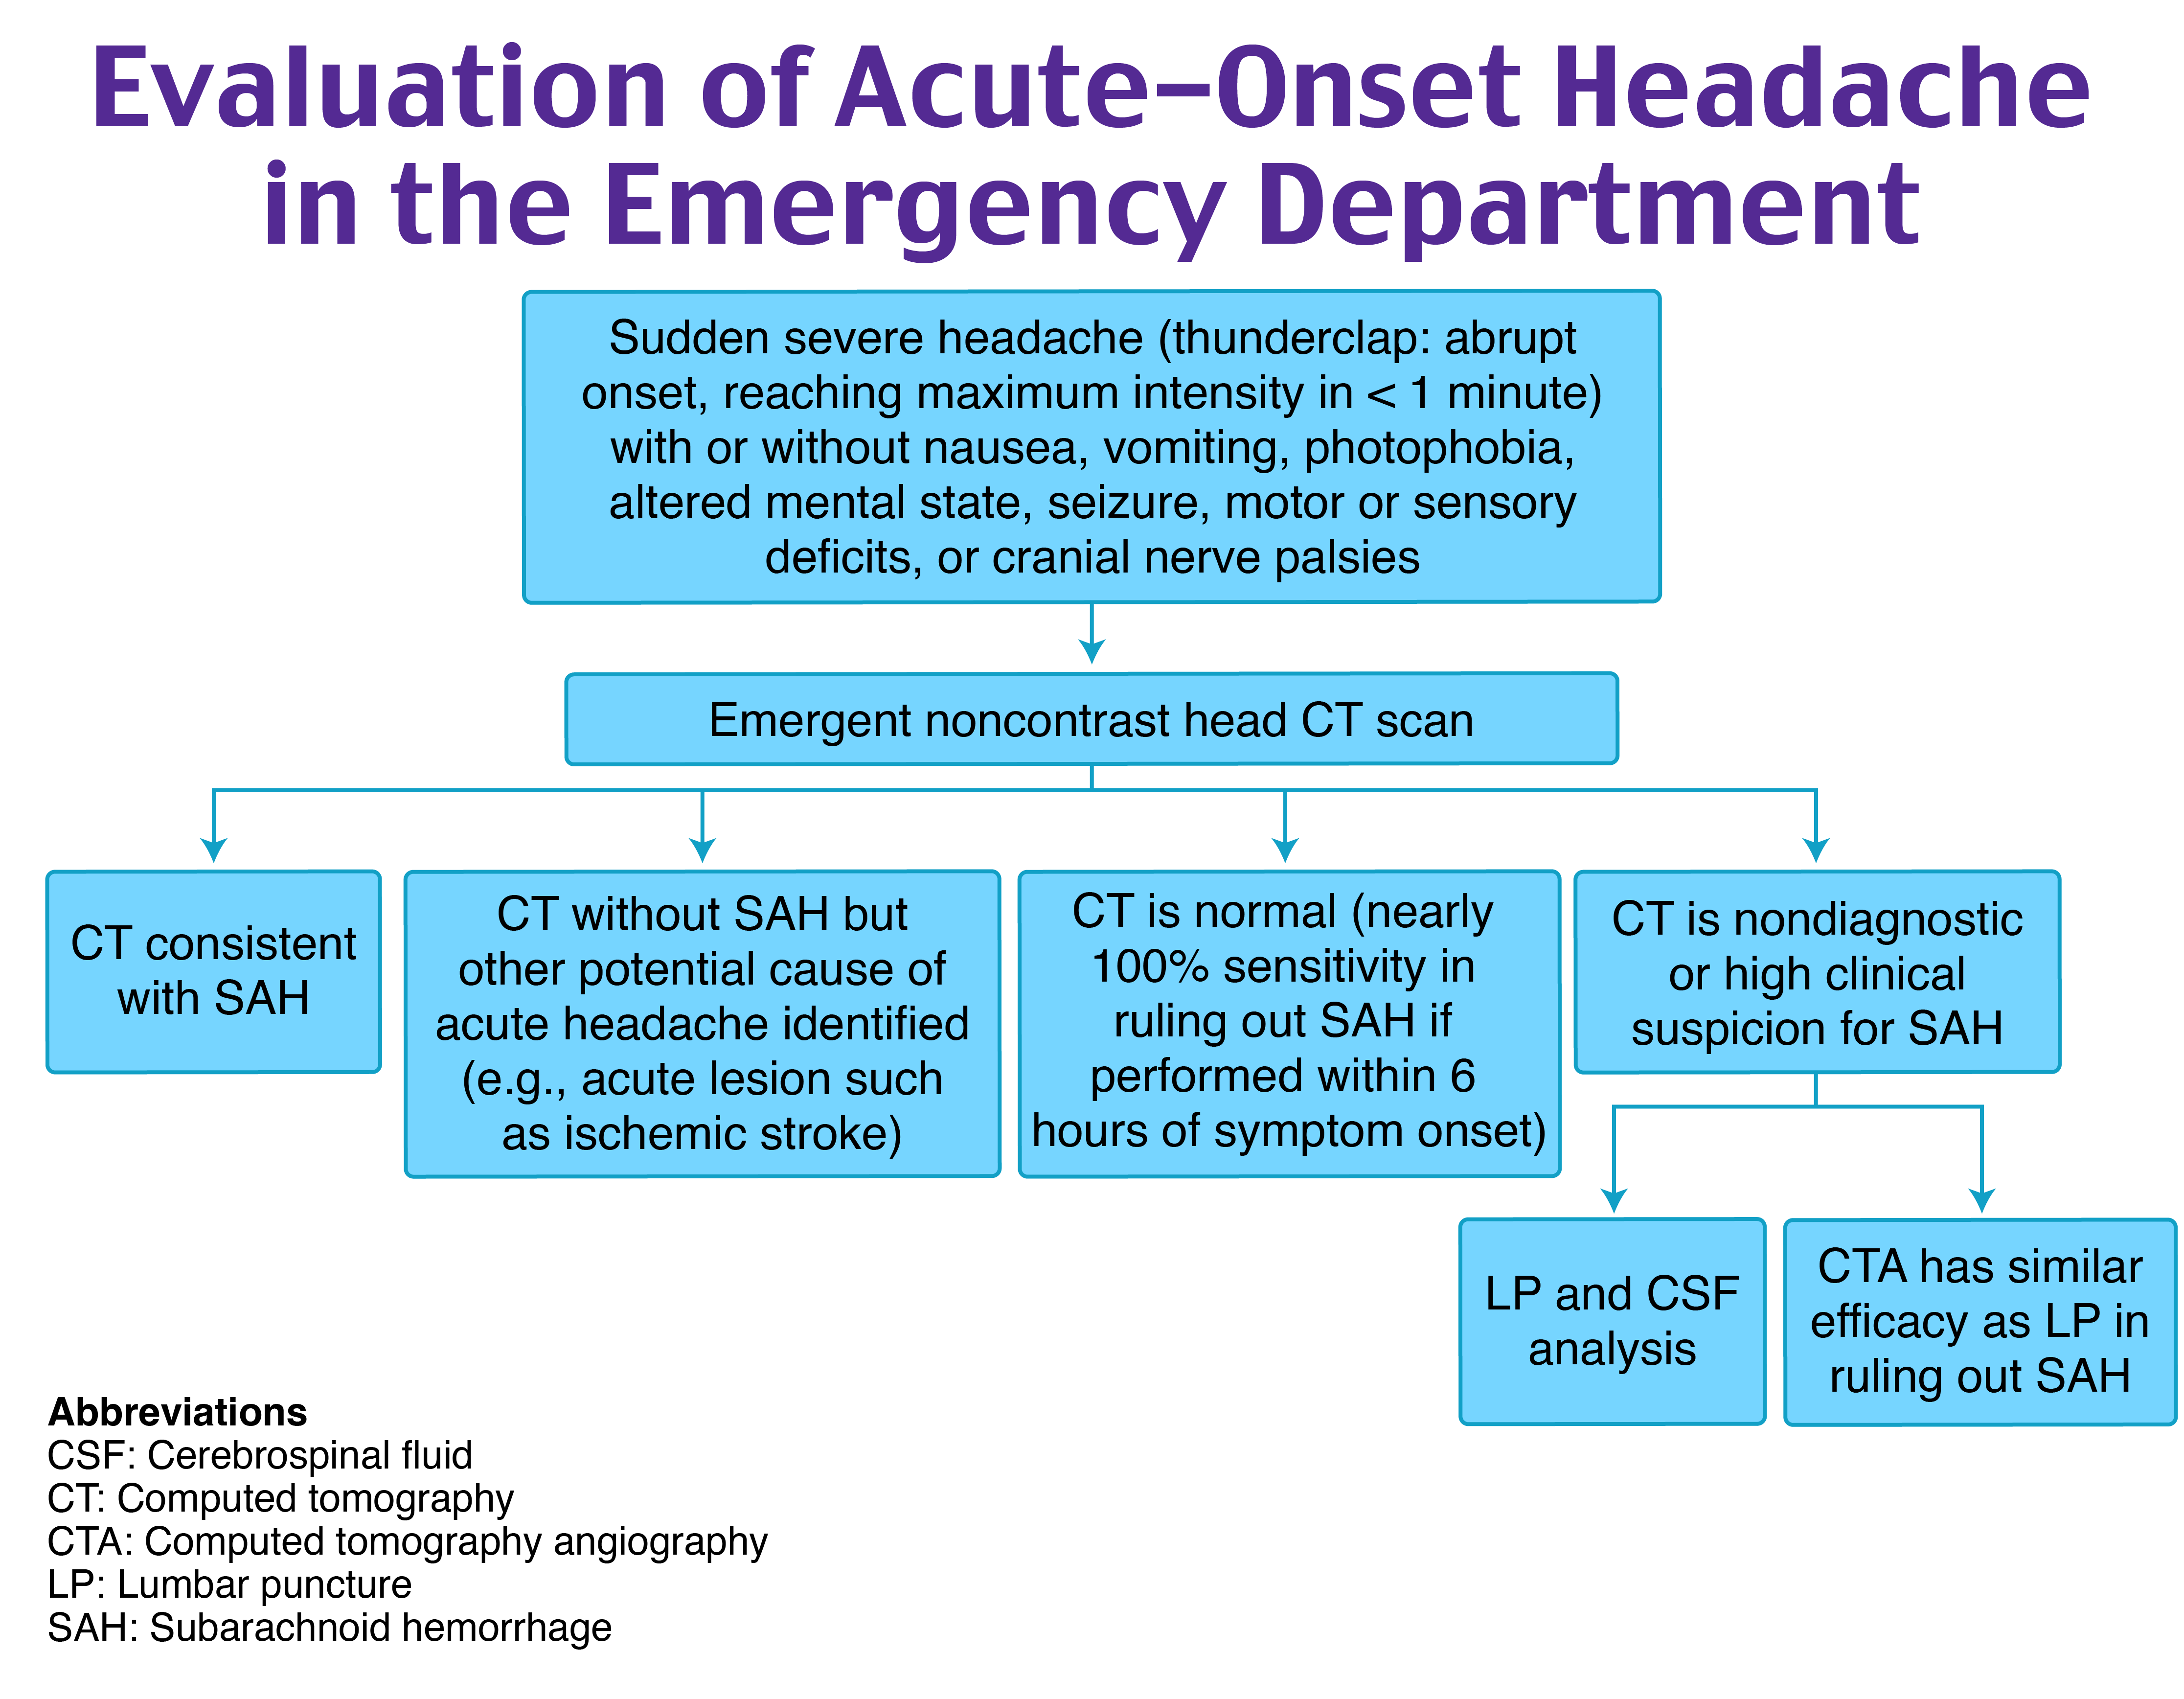 Evaluation of Acute–Onset Headache
in the Emergency Department
Sudden severe headache (thunderclap: abrupt
onset, reaching maximum intensity in < 1 minute)
with or without nausea, vomiting, photophobia,
altered mental state, seizure, motor or sensory
deficits, or cranial nerve palsies
Emergent noncontrast head CT scan
CT consistent
with SAH
CT without SAH but
other potential cause of
acute headache identified
(e.g., acute lesion such
as ischemic stroke)
CT is normal (nearly
100% sensitivity in
ruling out SAH if
performed within 6
hours of symptom onset)
CT is nondiagnostic
or high clinical
suspicion for SAH
LP and CSF
analysis
CTA has similar
efficacy as LP in
ruling out SAH
Abbreviations
CSF: Cerebrospinal fluid
CT: Computed tomography
CTA: Computed tomography angiography
LP: Lumbar puncture
SAH: Subarachnoid hemorrhage